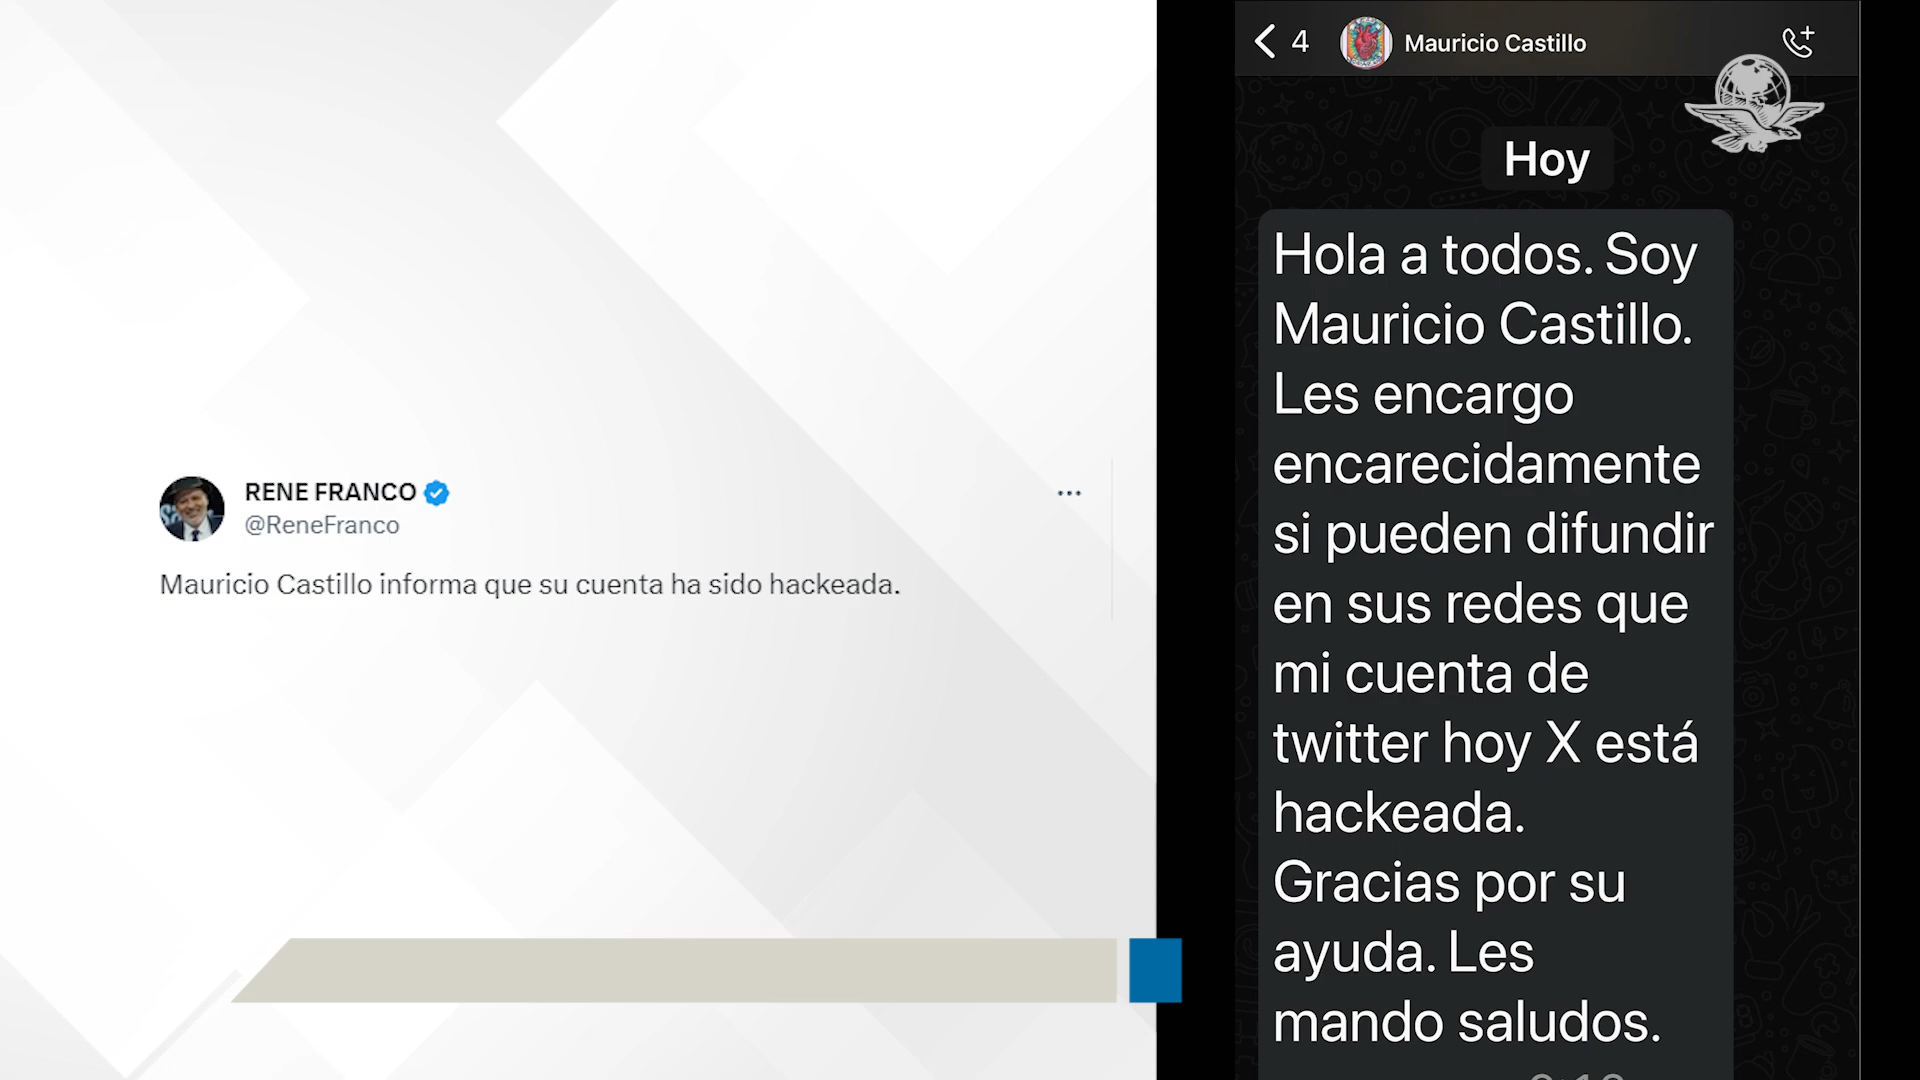 RENE FRANCO
@ReneFranco
Mauricio Castillo informa que su cuenta ha sido hackeada.
4
Mauricio Castillo
Hoy
Hola a todos. Soy
Mauricio Castillo.
Les encargo
encarecidamente
si pueden difundir
en sus redes que
mi cuenta de
twitter hoy X está
hackeada.
Gracias por su
ayuda. Les
mando saludos.